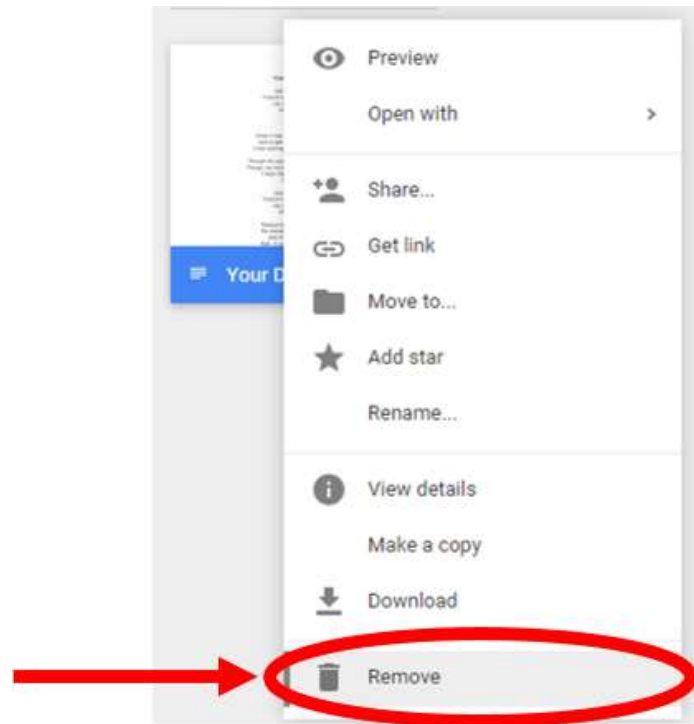 Preview
Open with
Share...
Get link
Your D
Move to...
Add star
Rename...
View details
Make a copy
Download
Remove